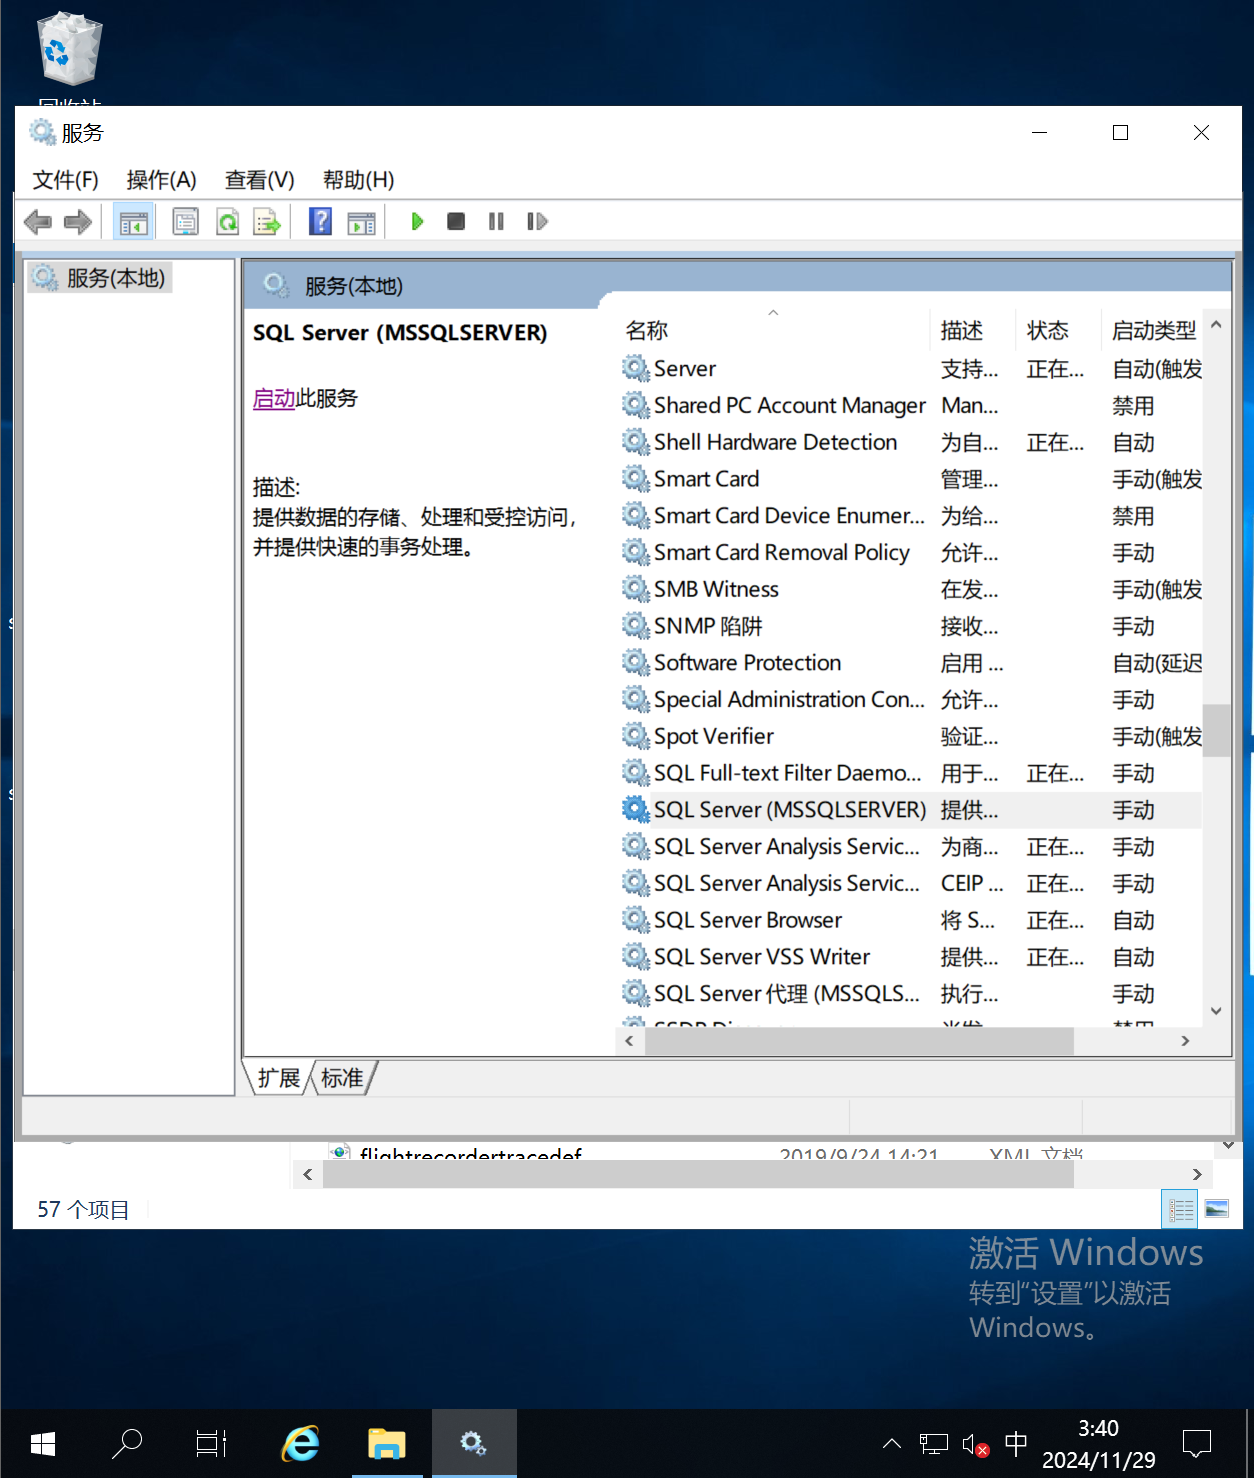 回收站
服务
文件(F) 操作(A) 查看(V) 帮助(H)
服务(本地)
服务(本地)
SQL Server (MSSQLSERVER)
启动此服务
描述:
提供数据的存储、处理和受控访问，
并提供快速的事务处理。
名称 描述 状态 启动类型
Server 支持... 正在... 自动(触发
Shared PC Account Manager Man... 禁用
Shell Hardware Detection 为自... 正在... 自动
Smart Card 管理... 手动(触发
Smart Card Device Enumer... 为给... 禁用
Smart Card Removal Policy 允许... 手动
SMB Witness 在发... 手动(触发
SNMP 陷阱 接收... 手动
Software Protection 启用 ... 自动(延迟
Special Administration Con... 允许... 手动
Spot Verifier 验证... 手动(触发
SQL Full-text Filter Daemo... 用于... 正在... 手动
SQL Server (MSSQLSERVER) 提供... 手动
SQL Server Analysis Servic... 为商... 正在... 手动
SQL Server Analysis Servic... CEIP ... 正在... 手动
SQL Server Browser 将 S... 正在... 自动
SQL Server VSS Writer 提供... 正在... 自动
SQL Server 代理 (MSSQLS... 执行... 手动
扩展 标准
flightrecordertracedef 2019/9/24 14:21 XML 文档
57 个项目
激活 Windows
转到“设置”以激活
Windows。
中
3:40
2024/11/29